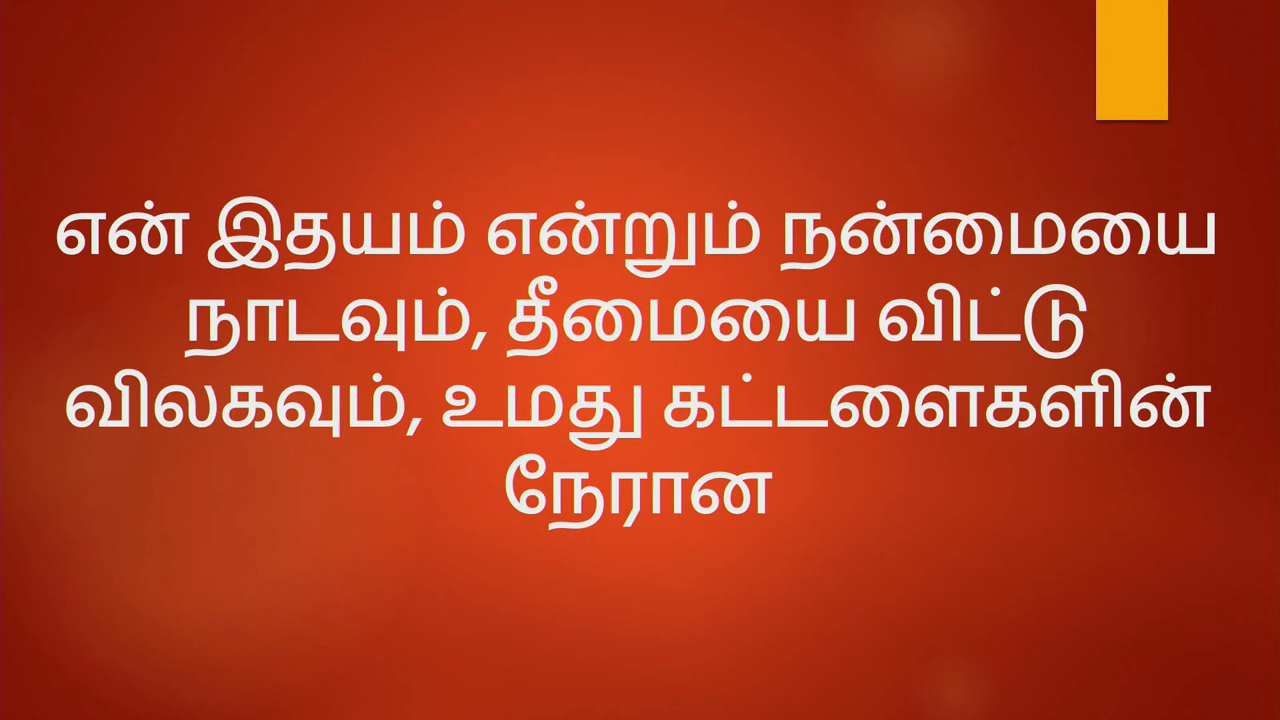 என் இதயம் என்றும் நன்மையை
நாடவும், தீமையை விட்டு
விலகவும், உமது கட்டளைகளின்
நேரான